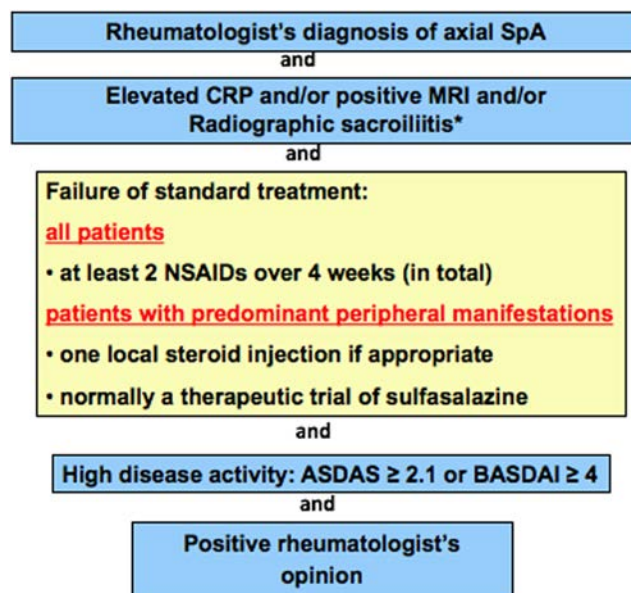 Rheumatologist's diagnosis of axial SpA
and
Elevated CRP and/or positive MRI and/or
Radiographic sacroiliitis*
and
Failure of standard treatment:
all patients
• at least 2 NSAIDs over 4 weeks (in total)
patients with predominant peripheral manifestations
• one local steroid injection if appropriate
• normally a therapeutic trial of sulfasalazine
and
High disease activity: ASDAS ≥ 2.1 or BASDAI ≥ 4
and
Positive rheumatologist's
opinion